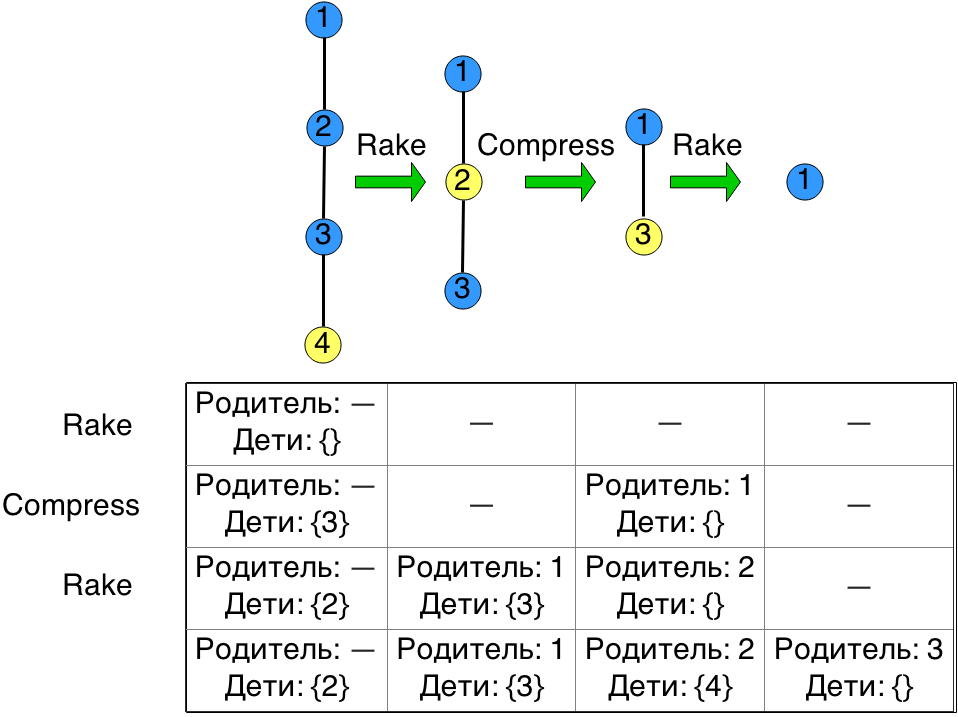 1
2
3
4
Rake
1
2
3
Compress
1
3
Rake
1
Rake
Родитель: —
Дети: {}
—
—
—
Compress
Родитель: —
Дети: {3}
—
Родитель: 1
Дети: {}
—
Rake
Родитель: —
Дети: {2}
Родитель: 1
Дети: {3}
Родитель: 2
Дети: {}
—
Родитель: —
Дети: {2}
Родитель: 1
Дети: {3}
Родитель: 2
Дети: {4}
Родитель: 3
Дети: {}